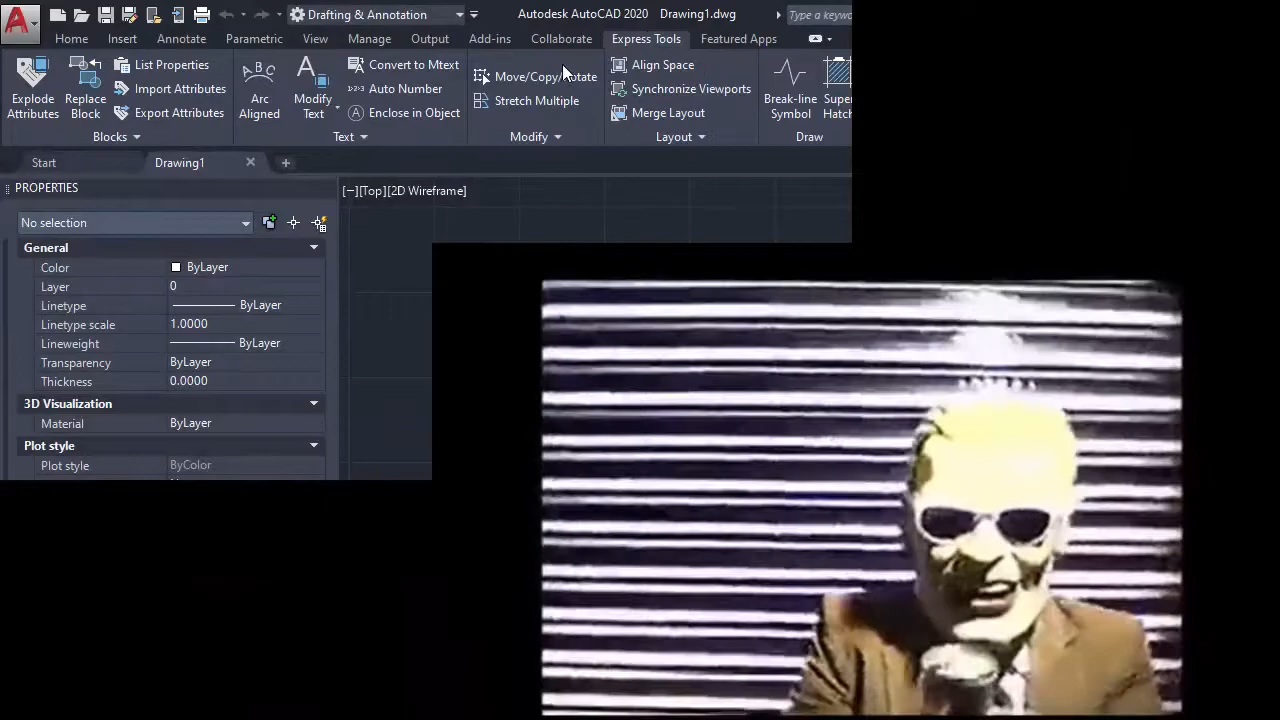 Drafting & Annotation
Autodesk AutoCAD 2020 Drawing1.dwg
Type a keywo
Home Insert Annotate Parametric View Manage Output Add-ins Collaborate Express Tools Featured Apps
Explode Attributes
Replace Block
List Properties
Import Attributes
Export Attributes
Blocks
Arc Aligned
Modify Text
Convert to Mtext
Auto Number
Enclose in Object
Text
Move/Copy/Rotate
Stretch Multiple
Modify
Align Space
Synchronize Viewports
Merge Layout
Layout
Break-line Symbol
Super Hatch
Draw
Start Drawing1
PROPERTIES
[−][Top][2D Wireframe]
No selection
General
Color ByLayer
Layer 0
Linetype ByLayer
Linetype scale 1.0000
Lineweight ByLayer
Transparency ByLayer
Thickness 0.0000
3D Visualization
Material ByLayer
Plot style
Plot style ByColor